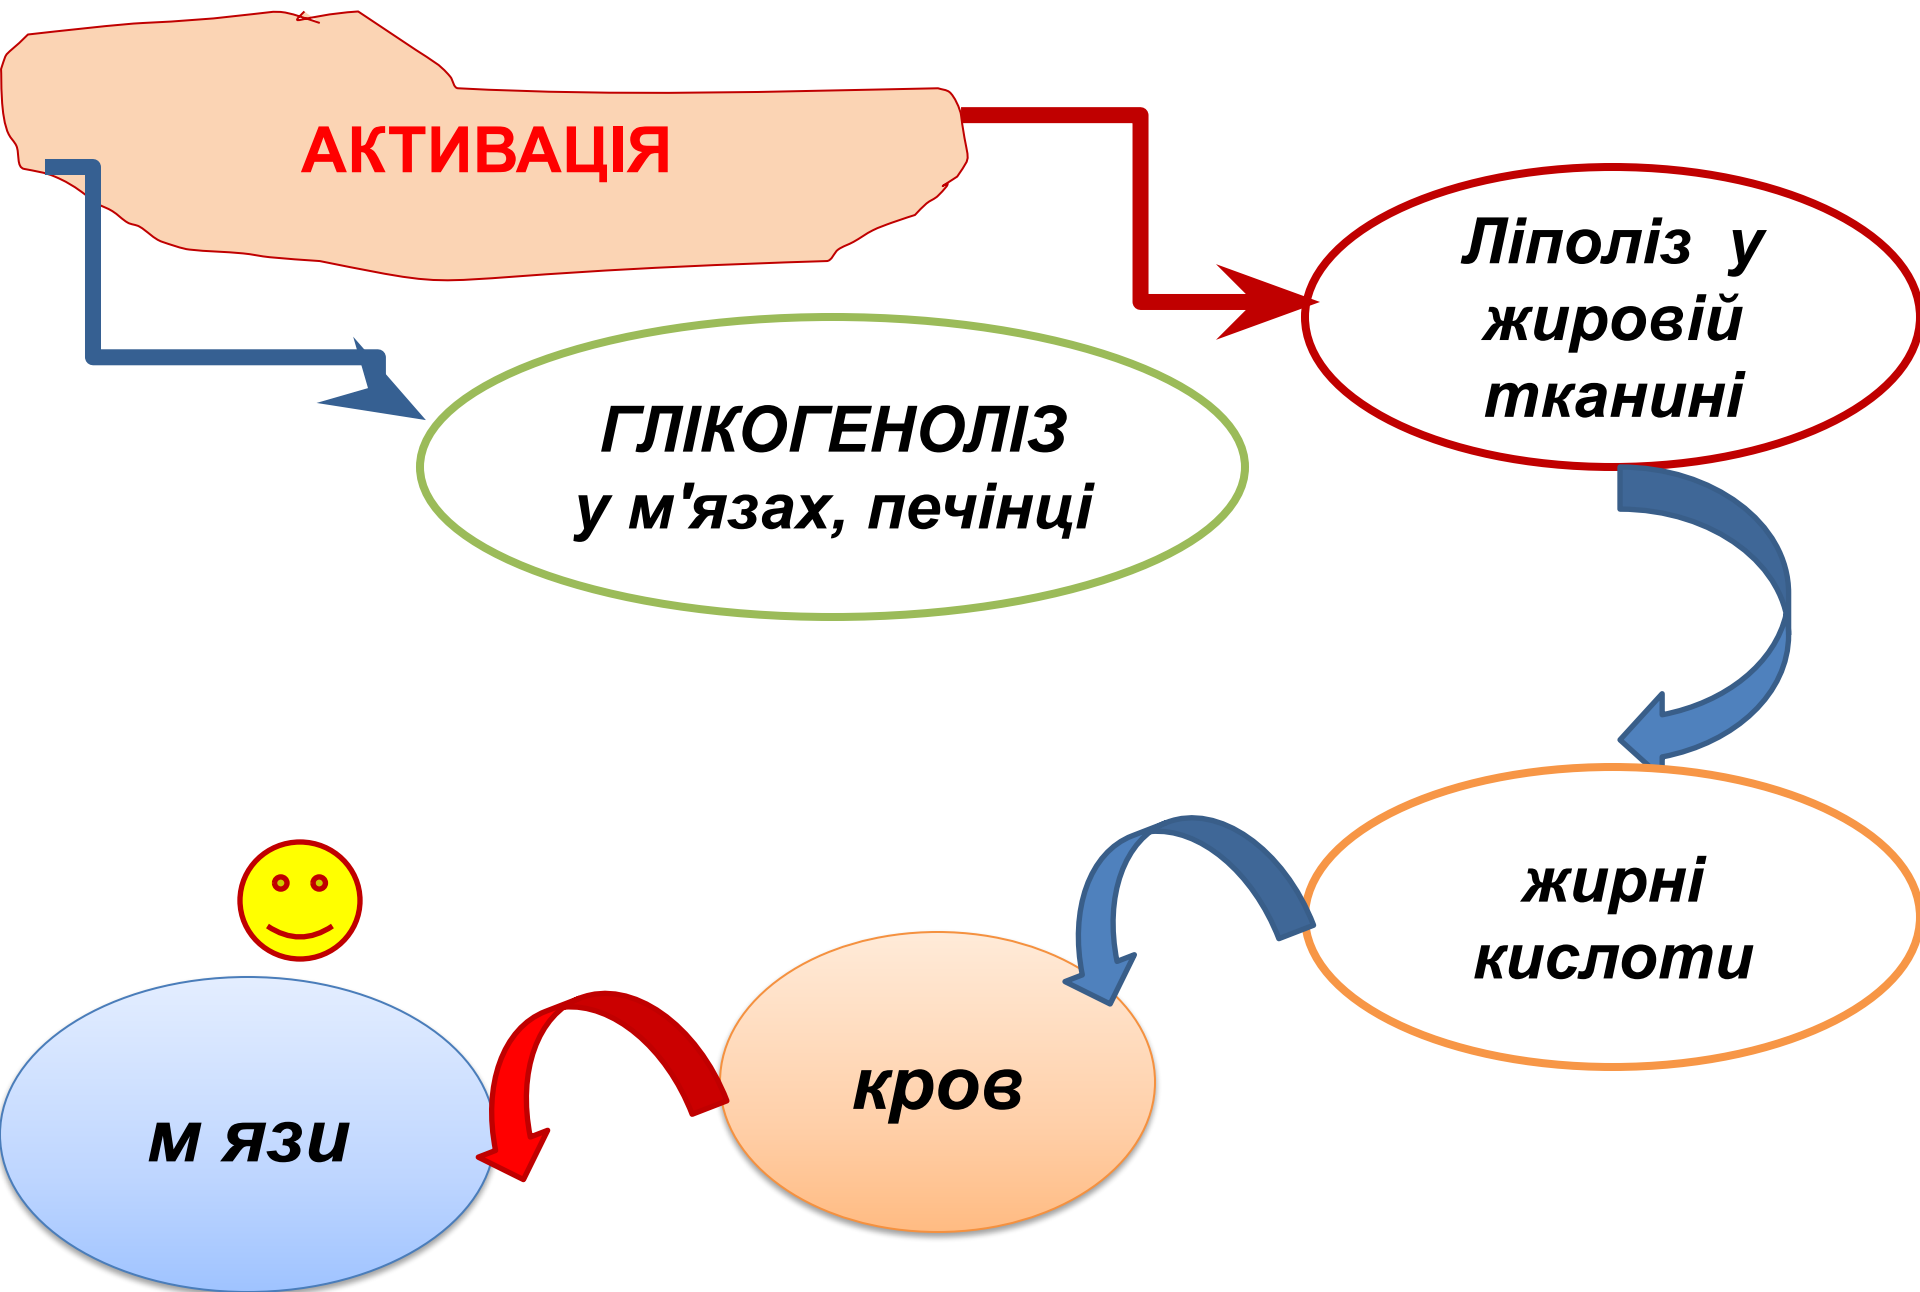 АКТИВАЦІЯ
Ліполіз у
жировій
тканині
ГЛІКОГЕНОЛІЗ
у м'язах, печінці
жирні
кислоти
кров
м язи